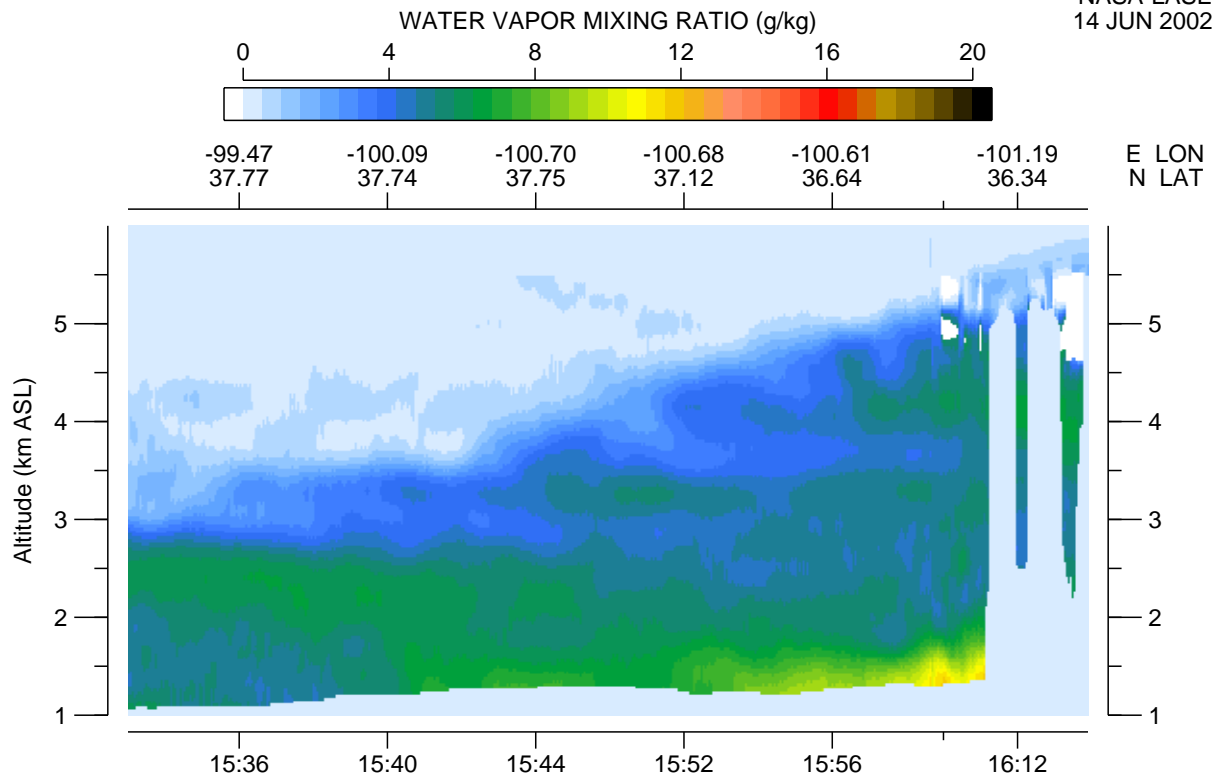 NASA LASE
WATER VAPOR MIXING RATIO (g/kg)
14 JUN 2002
0 4 8 12 16 20
-99.47 -100.09 -100.70 -100.68 -100.61 -101.19 E LON
37.77 37.74 37.75 37.12 36.64 36.34 N LAT
Altitude (km ASL)
5 5
4 4
3 3
2 2
1 1
15:36 15:40 15:44 15:52 15:56 16:12